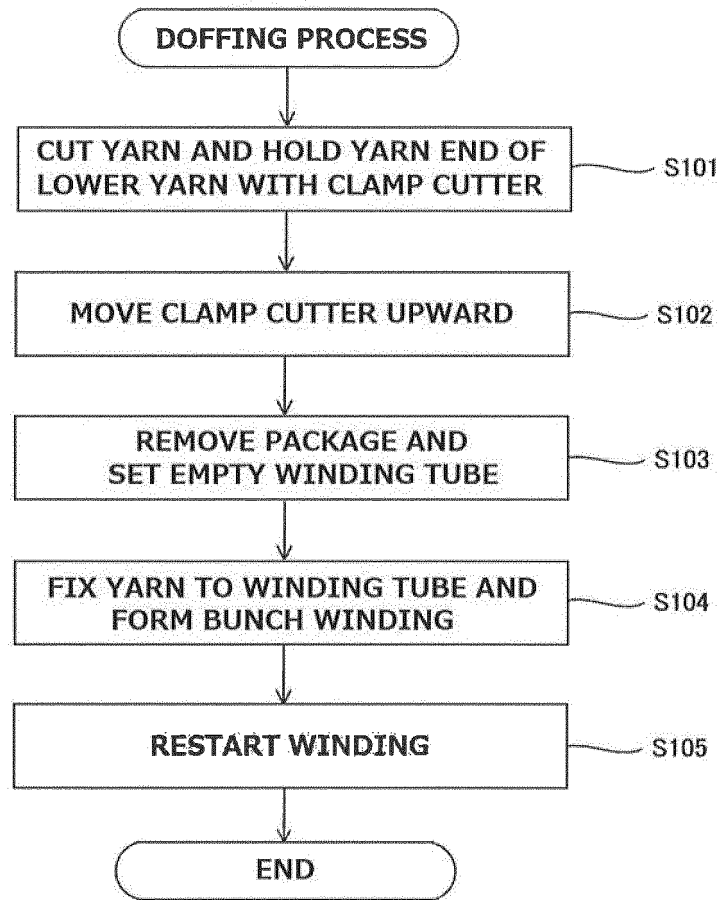 DOFFING PROCESS
CUT YARN AND HOLD YARN END OF
LOWER YARN WITH CLAMP CUTTER
S101
MOVE CLAMP CUTTER UPWARD
S102
REMOVE PACKAGE AND
SET EMPTY WINDING TUBE
S103
FIX YARN TO WINDING TUBE AND
FORM BUNCH WINDING
S104
RESTART WINDING
S105
END